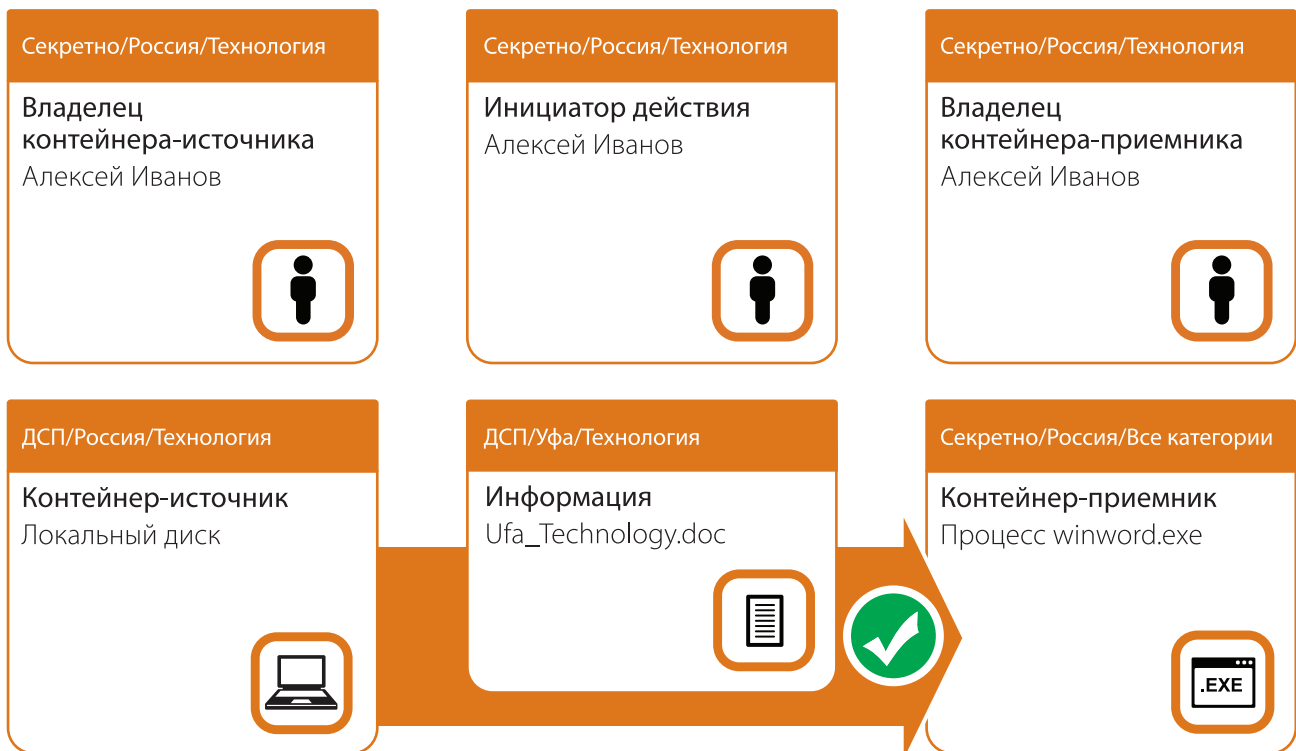 Секретно/Россия/Технология
Владелец
контейнера-источника
Алексей Иванов
Секретно/Россия/Технология
Инициатор действия
Алексей Иванов
Секретно/Россия/Технология
Владелец
контейнера-приемника
Алексей Иванов
ДСП/Россия/Технология
Контейнер-источник
Локальный диск
ДСП/Уфа/Технология
Информация
Ufa_Technology.doc
Секретно/Россия/Все категории
Контейнер-приемник
Процесс winword.exe
.EXE